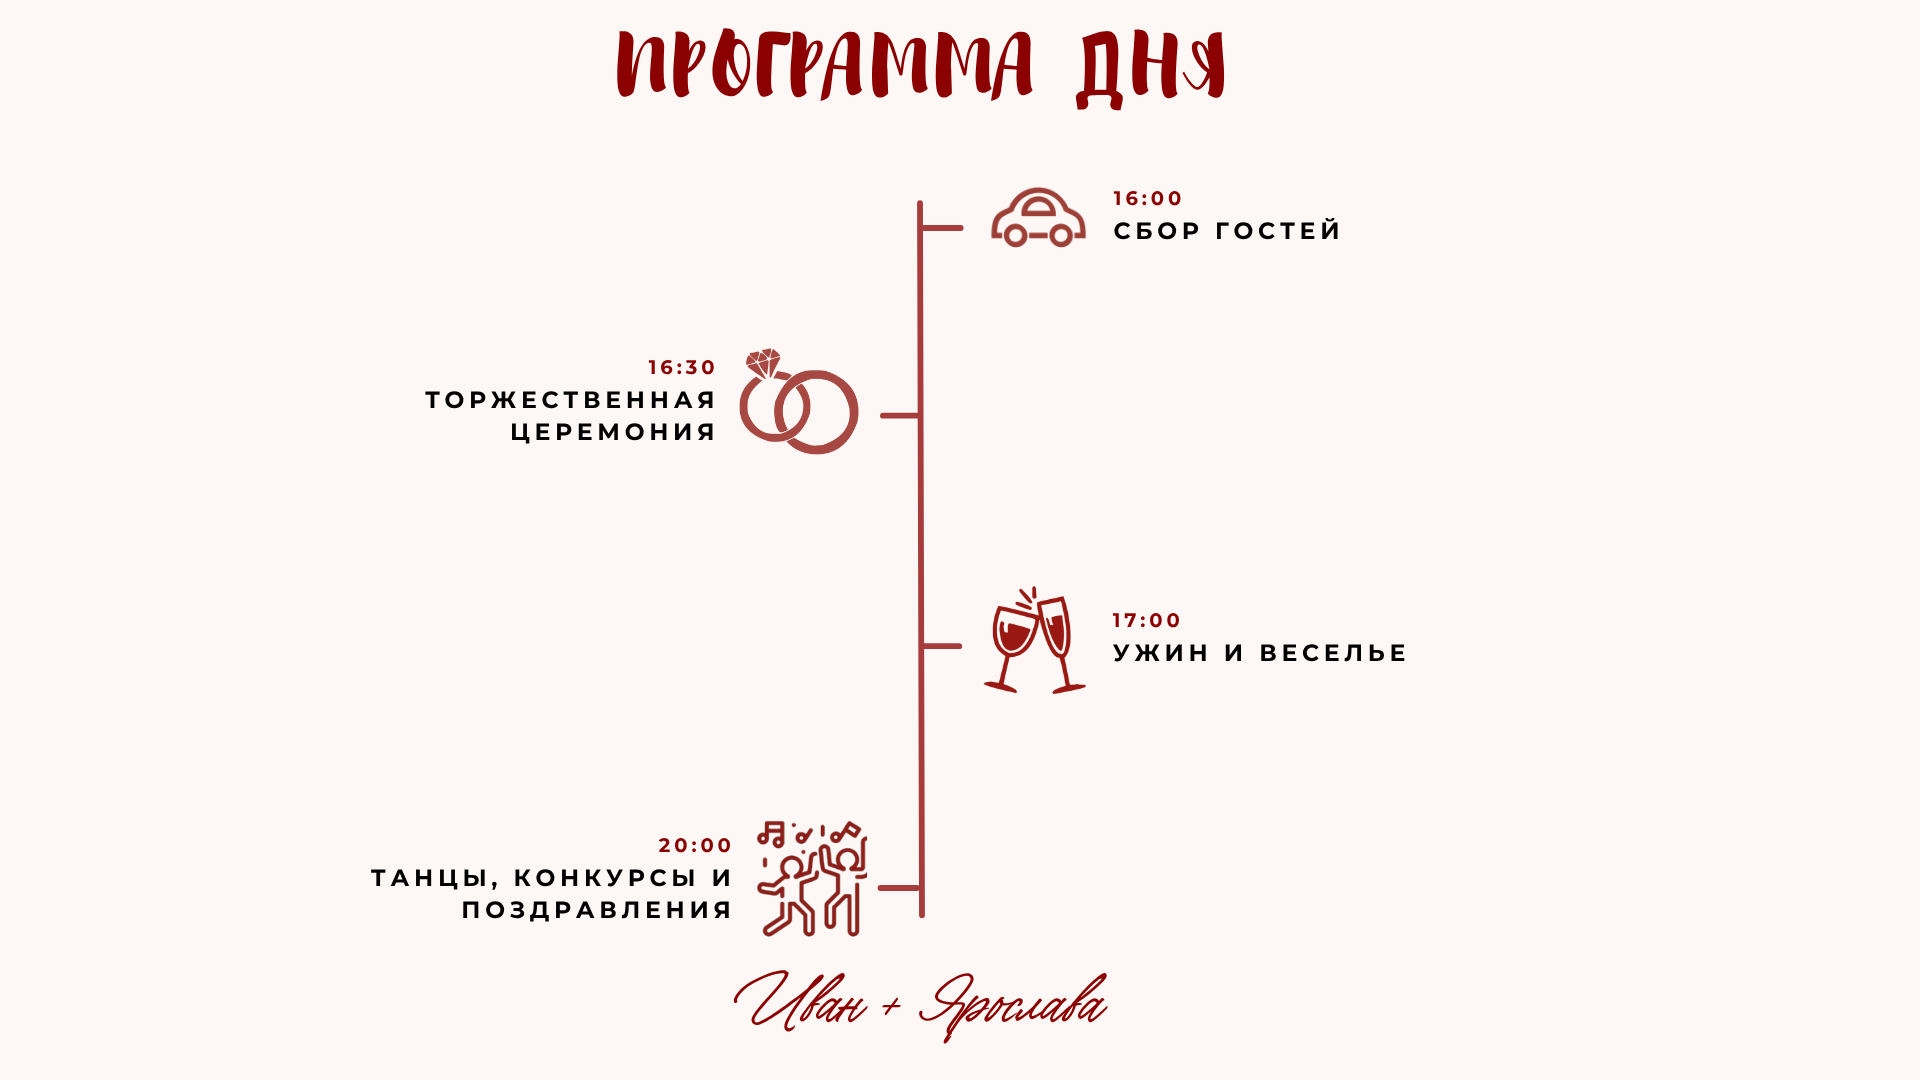 ПРОГРАММА ДНЯ
16:00
СБОР ГОСТЕЙ
16:30
ТОРЖЕСТВЕННАЯ
ЦЕРЕМОНИЯ
17:00
УЖИН И ВЕСЕЛЬЕ
20:00
ТАНЦЫ, КОНКУРСЫ И
ПОЗДРАВЛЕНИЯ
Иван + Ярослава